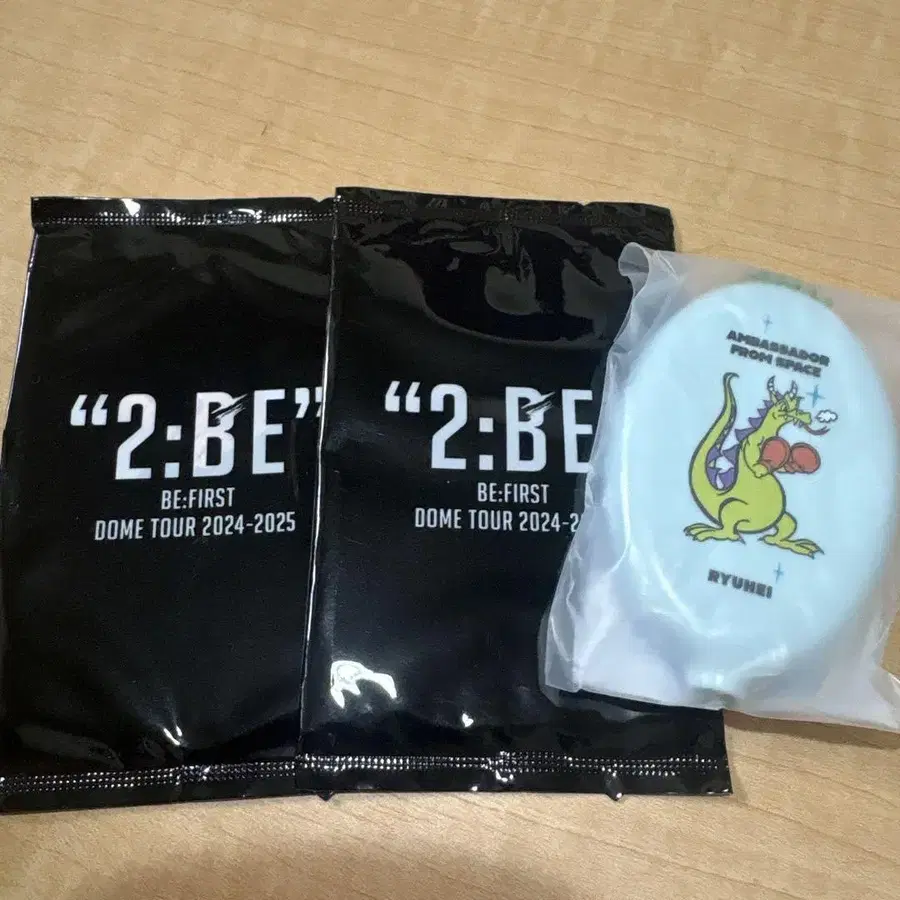 “2:BE”
BE:FIRST
DOME TOUR 2024-2025
“2:BE
BE:FIRST
DOME TOUR 2024-2
AMBASSADOR
FROM SPACE
RYUHEI